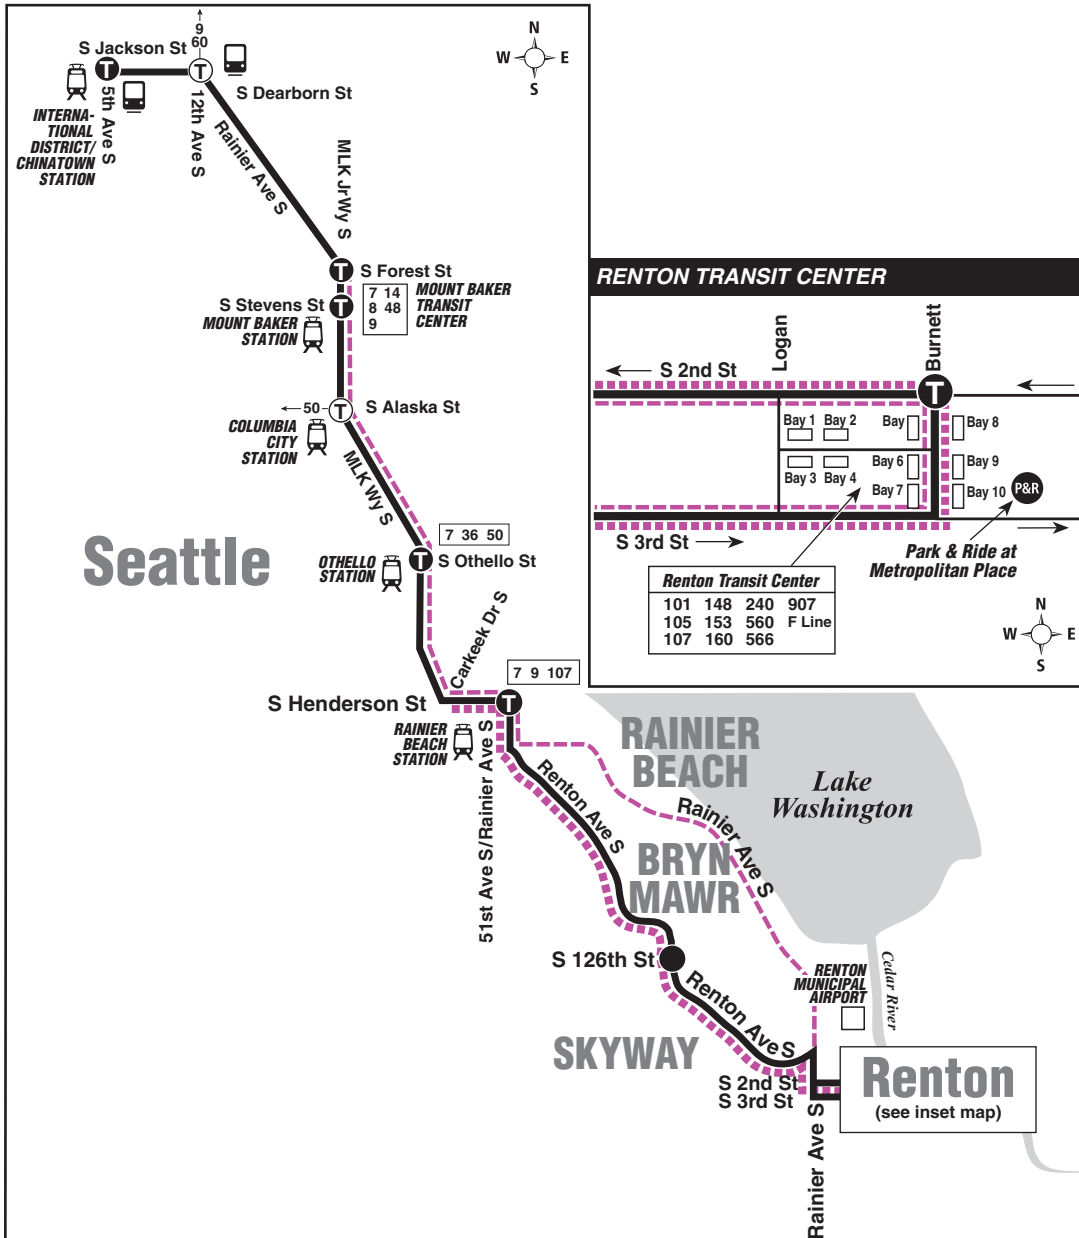 9
60
S Jackson St
T
T
S Dearborn St
INTERNA-
TIONAL
DISTRICT/
CHINATOWN
STATION
5th Ave S
12th Ave S
Rainier Ave S
MLK JrWy S
N
W E
S
T
S Forest St
S Stevens St
T
7 14
8 48
9
MOUNT BAKER
TRANSIT
CENTER
MOUNT BAKER
STATION
50
T
S Alaska St
COLUMBIA
CITY
STATION
MLK Wy S
7 36 50
Seattle
OTHELLO
STATION
T
S Othello St
Carkeek Dr S
7 9 107
S Henderson St
T
RAINIER
BEACH
STATION
51st Ave S/Rainier Ave S
Renton Ave S
RAINIER
BEACH
Lake
Washington
Rainier Ave S
BRYN
MAWR
S 126th St
Renton Ave S
RENTON
MUNICIPAL
AIRPORT
Cedar River
SKYWAY
S 2nd St
S 3rd St
Renton
(see inset map)
Rainier Ave S
RENTON TRANSIT CENTER
Logan
Burnett
S 2nd St
T
Bay 1 Bay 2
Bay
Bay 8
Bay 3 Bay 4
Bay 6
Bay 9
Bay 7
Bay 10
P&R
S 3rd St
Park & Ride at
Metropolitan Place
Renton Transit Center
101 148 240 907
105 153 560 F Line
107 160 566
N
W E
S